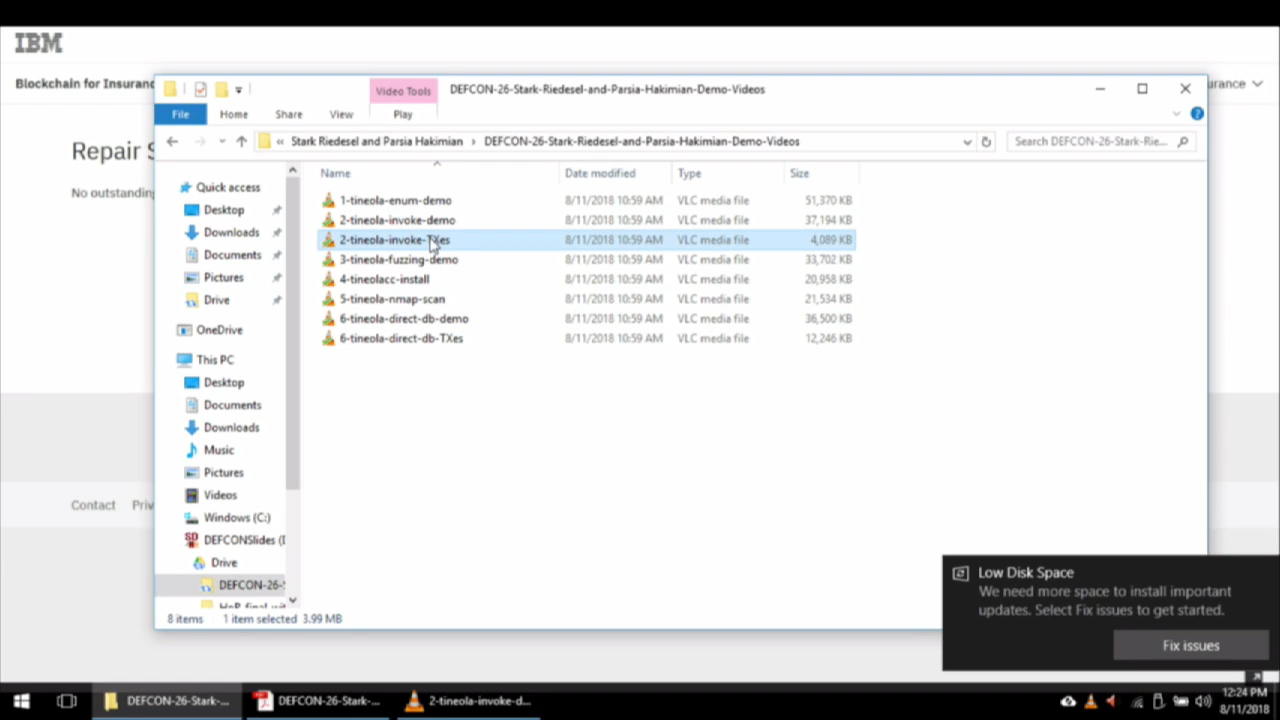 IBM
Blockchain for Insuranc
urance
Repair S
No outstanding
Contact Priv
Video Tools
DEFCON-26-Stark-Riedesel-and-Parsia-Hakimian-Demo-Videos
File Home Share View Play
« Stark Riedesel and Parsia Hakimian › DEFCON-26-Stark-Riedesel-and-Parsia-Hakimian-Demo-Videos
Search DEFCON-26-Stark-Rie...
Quick access
Desktop
Downloads
Documents
Pictures
Drive
OneDrive
This PC
Desktop
Documents
Downloads
Music
Pictures
Videos
Windows (C:)
DEFCONSlides (
Drive
DEFCON-26-
Name Date modified Type Size
1-tineola-enum-demo 8/11/2018 10:59 AM VLC media file 51,370 KB
2-tineola-invoke-demo 8/11/2018 10:59 AM VLC media file 37,194 KB
2-tineola-invoke-TXes 8/11/2018 10:59 AM VLC media file 4,089 KB
3-tineola-fuzzing-demo 8/11/2018 10:59 AM VLC media file 33,702 KB
4-tineolacc-install 8/11/2018 10:59 AM VLC media file 20,958 KB
5-tineola-nmap-scan 8/11/2018 10:59 AM VLC media file 21,534 KB
6-tineola-direct-db-demo 8/11/2018 10:59 AM VLC media file 36,500 KB
6-tineola-direct-db-TXes 8/11/2018 10:59 AM VLC media file 12,246 KB
8 items 1 item selected 3.99 MB
Low Disk Space
We need more space to install important
updates. Select Fix issues to get started.
Fix issues
DEFCON-26-Stark-... DEFCON-26-Stark-... 2-tineola-invoke-d...
12:24 PM
8/11/2018